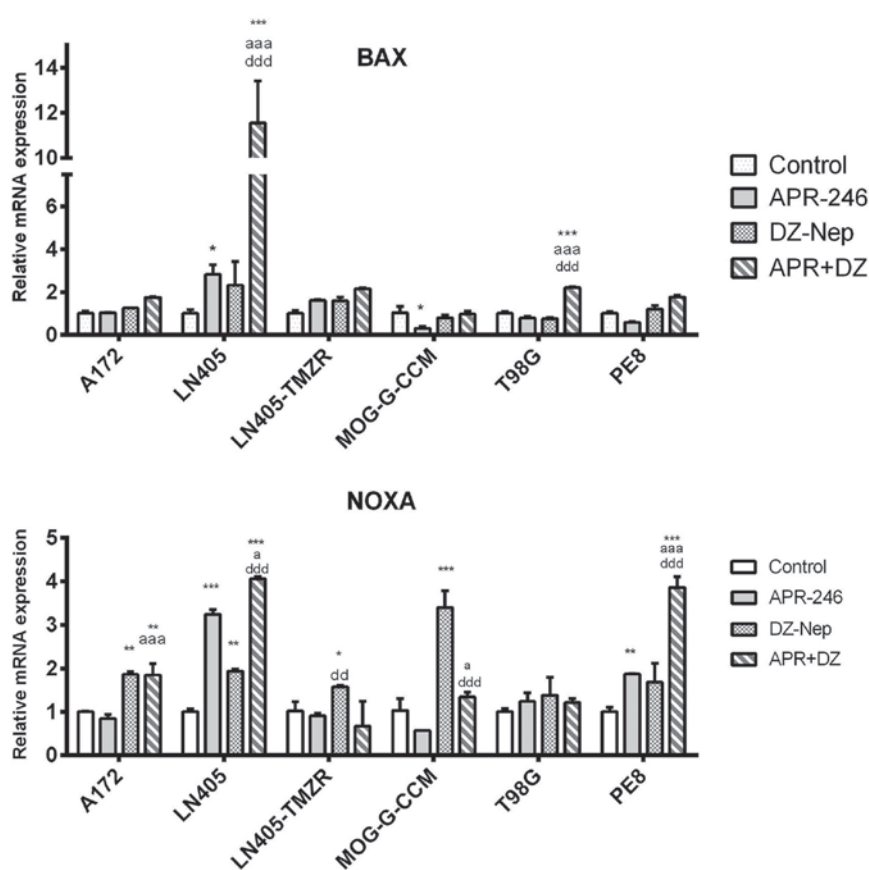 BAX
Relative mRNA expression
14
12
10
6
4
2
0
***
aaa
ddd
*
*
***
aaa
ddd
A172
LN405
LN405-TMZR
MOG-G-CCM
T98G
PE8
Control
APR-246
DZ-Nep
APR+DZ
NOXA
Relative mRNA expression
5
4
3
2
1
0
**
**
aaa
***
**
***
a
ddd
*
dd
***
a
ddd
**
***
aaa
ddd
A172
LN405
LN405-TMZR
MOG-G-CCM
T98G
PE8
Control
APR-246
DZ-Nep
APR+DZ